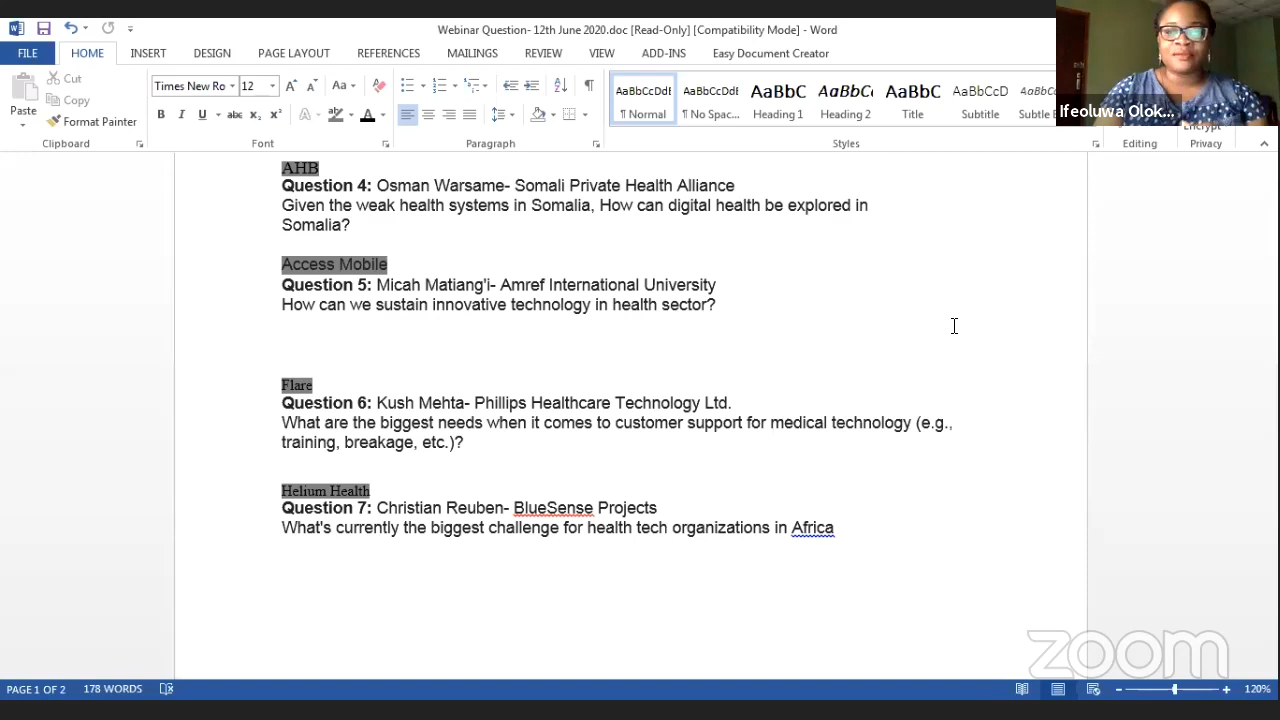 Webinar Question- 12th June 2020.doc [Read-Only] [Compatibility Mode] - Word
FILE HOME INSERT DESIGN PAGE LAYOUT REFERENCES MAILINGS REVIEW VIEW ADD-INS Easy Document Creator
Ifeoluwa Olok...
Paste
Cut
Copy
Format Painter
Clipboard
Times New Ro 12
Font
Paragraph
AaBbCcDdE AaBbCcDdE AaBbC AaBbCc AaBbC AaBbCcD AaBbCc
¶ Normal ¶ No Spac... Heading 1 Heading 2 Title Subtitle Subtle E
Styles
Editing
Encrypt
Privacy
AHB
Question 4: Osman Warsame- Somali Private Health Alliance
Given the weak health systems in Somalia, How can digital health be explored in
Somalia?
Access Mobile
Question 5: Micah Matiang'i- Amref International University
How can we sustain innovative technology in health sector?
Flare
Question 6: Kush Mehta- Phillips Healthcare Technology Ltd.
What are the biggest needs when it comes to customer support for medical technology (e.g.,
training, breakage, etc.)?
Helium Health
Question 7: Christian Reuben- BlueSense Projects
What's currently the biggest challenge for health tech organizations in Africa
zoom
PAGE 1 OF 2 178 WORDS 120%